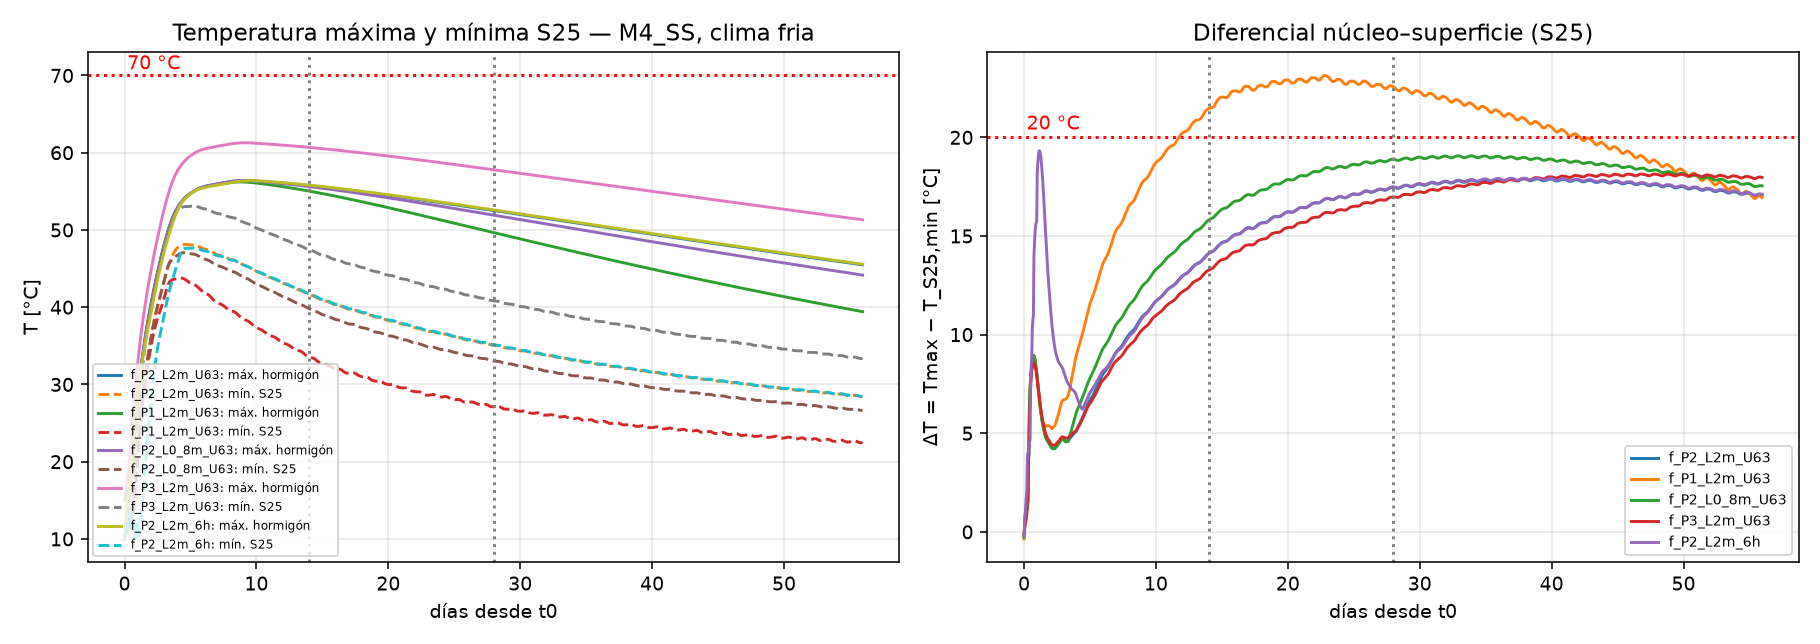 Temperatura máxima y mínima S25 — M4_SS, clima fria
70 °C
T [°C]
70
60
50
40
30
20
10
f_P2_L2m_U63: máx. hormigón
f_P2_L2m_U63: mín. S25
f_P1_L2m_U63: máx. hormigón
f_P1_L2m_U63: mín. S25
f_P2_L0_8m_U63: máx. hormigón
f_P2_L0_8m_U63: mín. S25
f_P3_L2m_U63: máx. hormigón
f_P3_L2m_U63: mín. S25
f_P2_L2m_6h: máx. hormigón
f_P2_L2m_6h: mín. S25
0 10 20 30 40 50
días desde t0
Diferencial núcleo–superficie (S25)
20 °C
ΔT = Tmax − T_S25,min [°C]
20
15
10
5
0
f_P2_L2m_U63
f_P1_L2m_U63
f_P2_L0_8m_U63
f_P3_L2m_U63
f_P2_L2m_6h
0 10 20 30 40 50
días desde t0